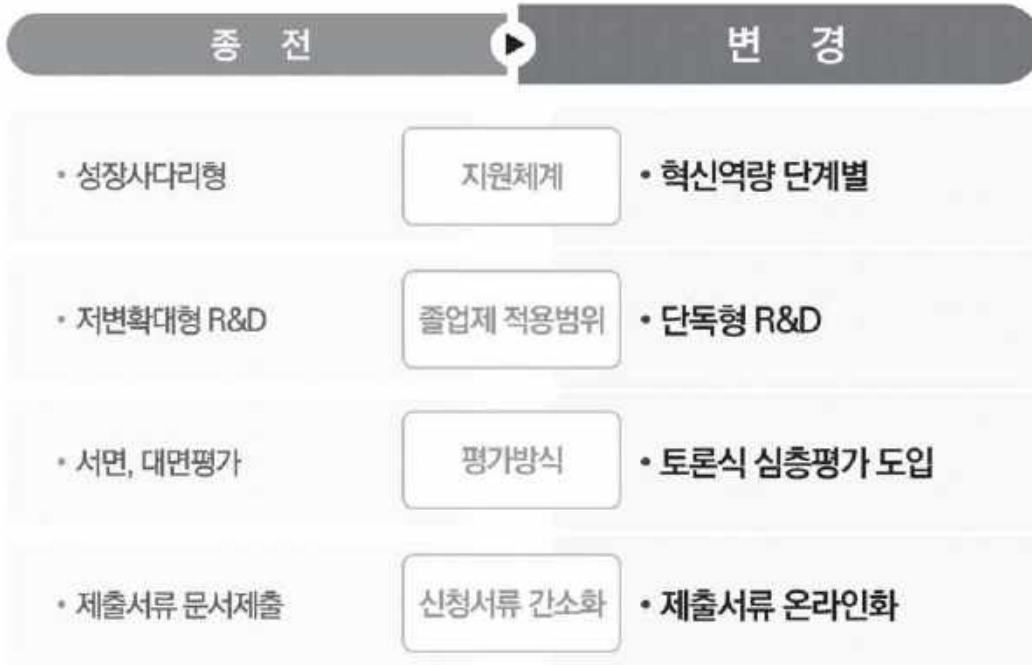 종 전 ▶ 변 경
· 성장사다리형 지원체계 · 혁신역량 단계별
· 저변확대형 R&D 졸업제 적용범위 · 단독형 R&D
· 서면, 대면평가 평가방식 · 토론식 심층평가 도입
· 제출서류 문서제출 신청서류 간소화 · 제출서류 온라인화